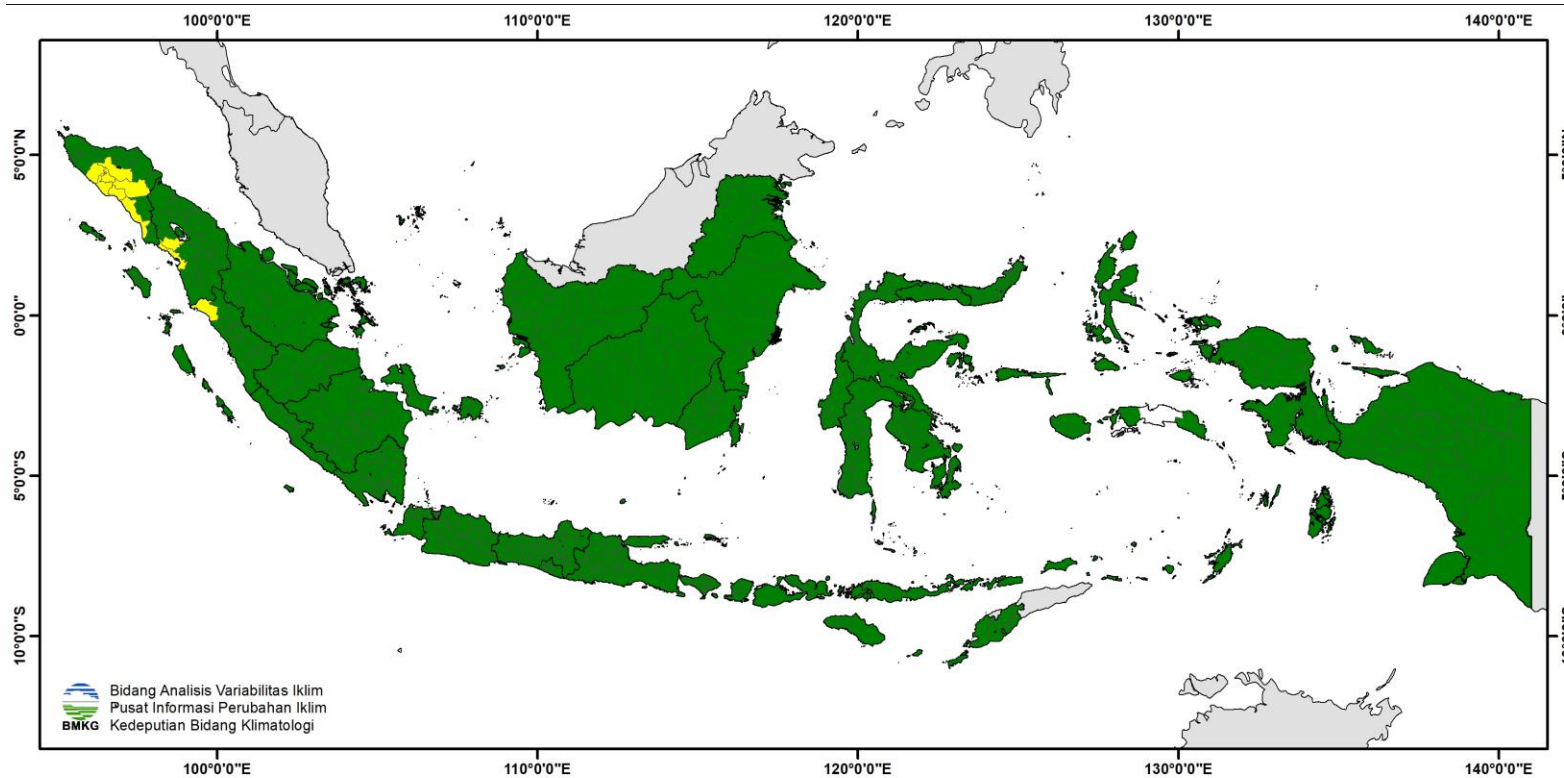 100°0'0"E 110°0'0"E 120°0'0"E 130°0'0"E 140°0'0"E
5°0'0"N
0°0'0"
5°0'0"S
10°0'0"S
Bidang Analisis Variabilitas Iklim
Pusat Informasi Perubahan Iklim
BMKG Kedeputian Bidang Klimatologi
100°0'0"E 110°0'0"E 120°0'0"E 130°0'0"E 140°0'0"E